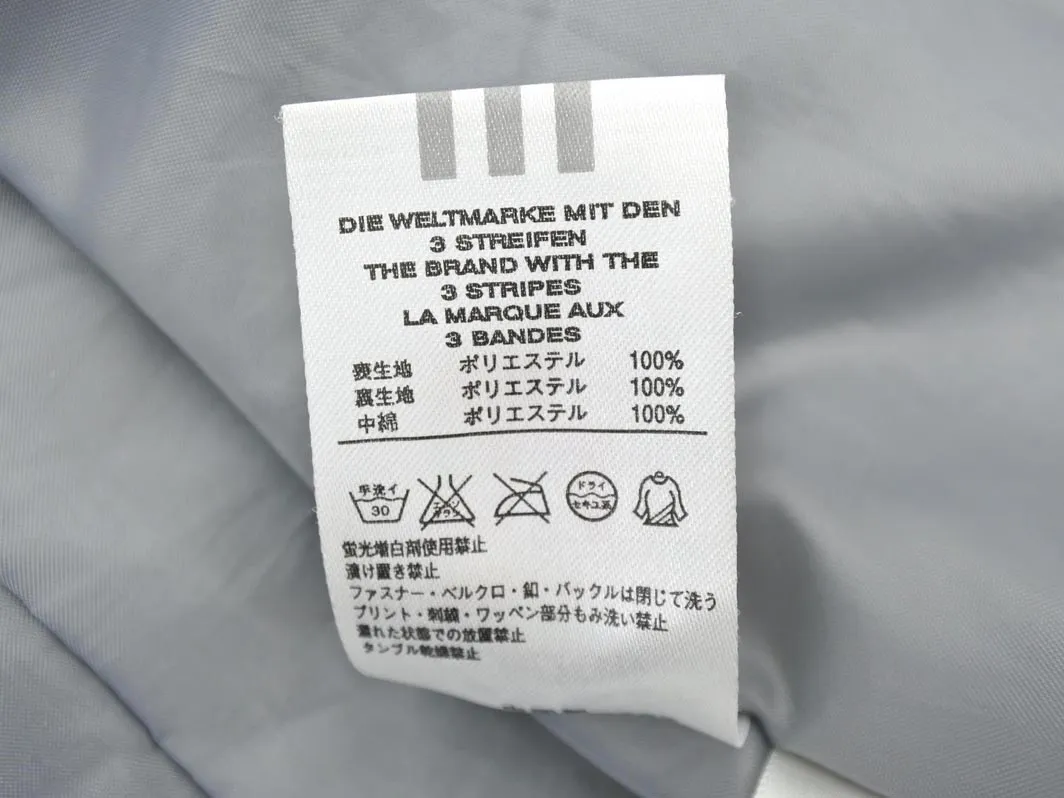 DIE WELTMARKE MIT DEN
3 STREIFEN
THE BRAND WITH THE
3 STRIPES
LA MARQUE AUX
3 BANDES
表生地 ポリエステル 100%
裏生地 ポリエステル 100%
中綿 ポリエステル 100%
手洗イ
30
エンソ
サラシ
ドライ
セキユ系
蛍光増白剤使用禁止
漬け置き禁止
ファスナー・ベルクロ・釦・バックルは閉じて洗う
プリント・刺繍・ワッペン部分もみ洗い禁止
濡れた状態での放置禁止
タンブル乾燥禁止